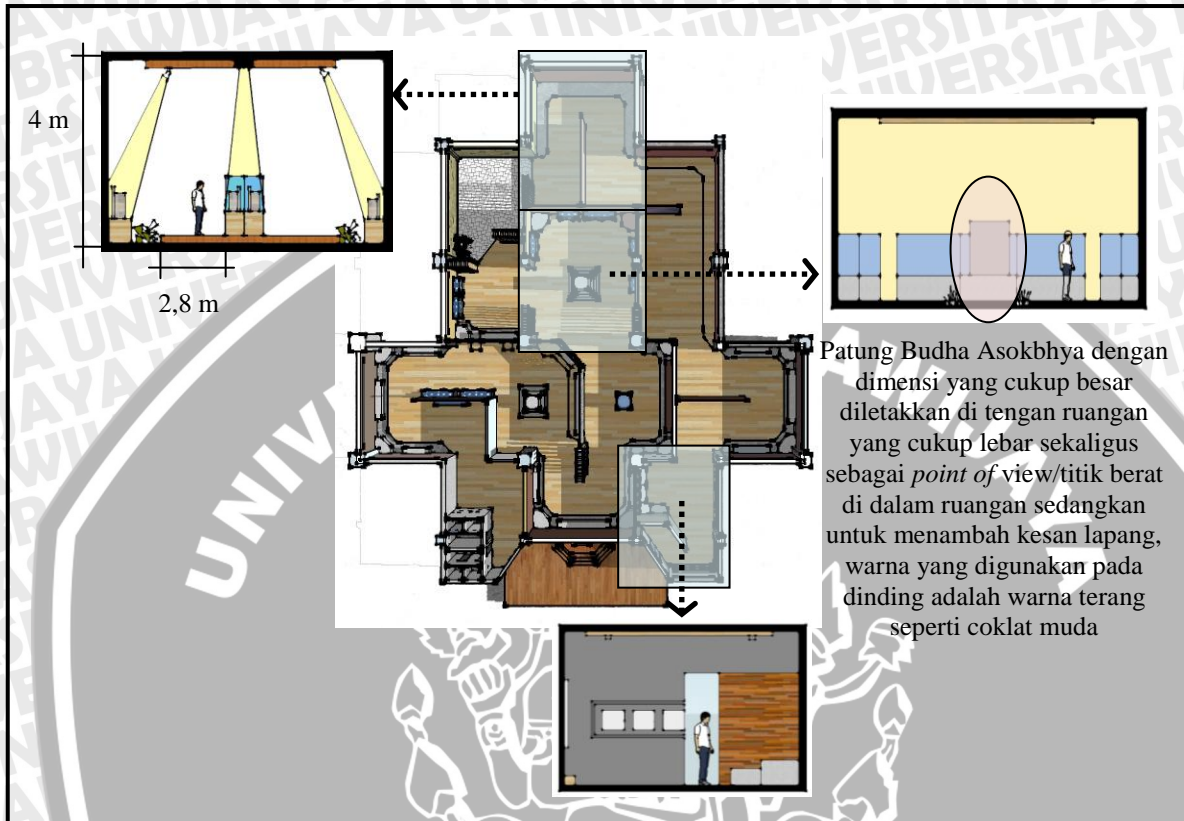 4 m
2,8 m
Patung Budha Asokbhya dengan
dimensi yang cukup besar
diletakkan di tengan ruangan
yang cukup lebar sekaligus
sebagai point of view/titik berat
di dalam ruangan sedangkan
untuk menambah kesan lapang,
warna yang digunakan pada
dinding adalah warna terang
seperti coklat muda